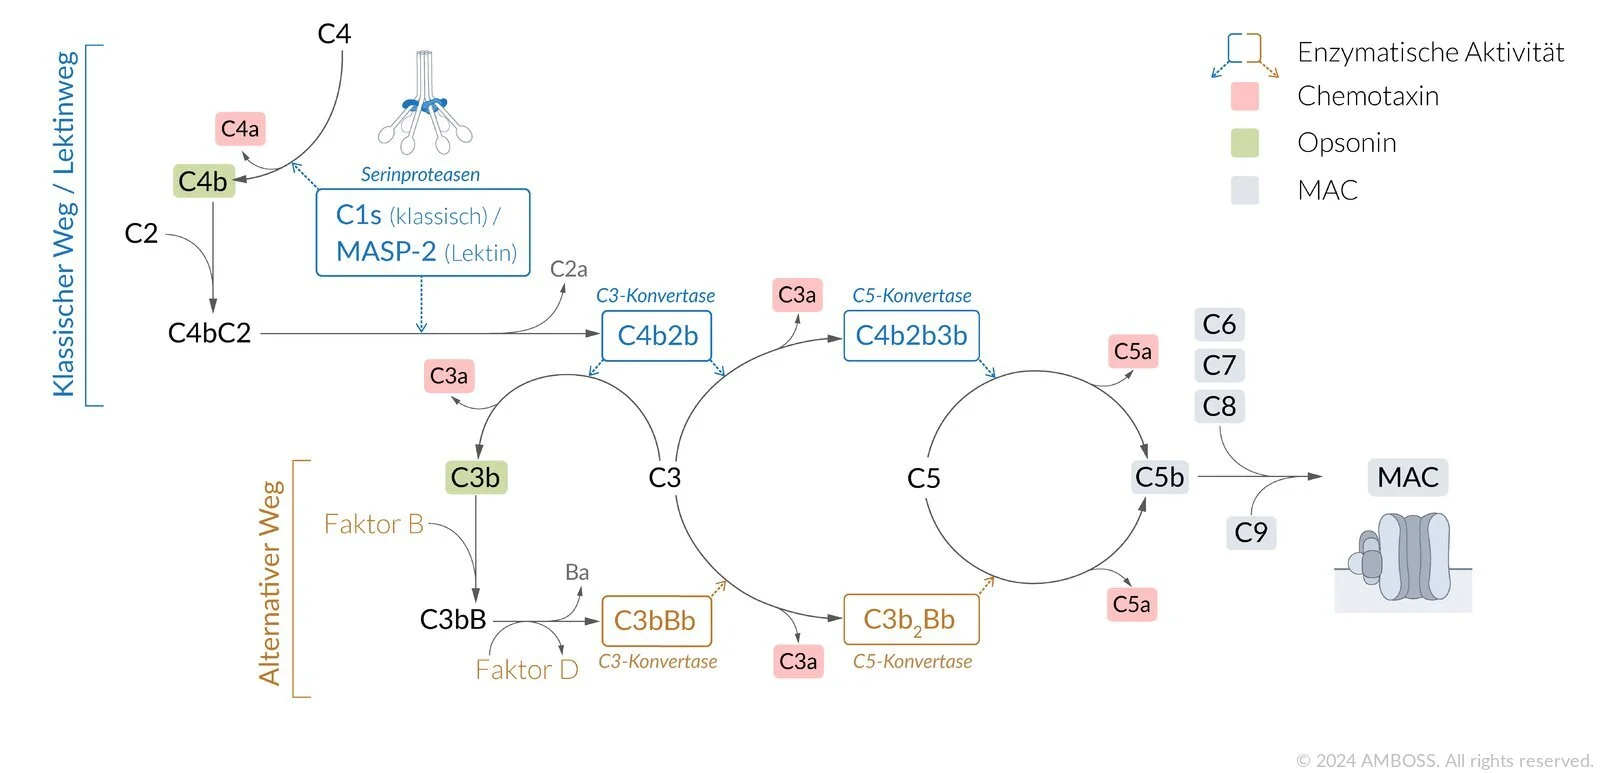 C4
Enzymatische Aktivität
Chemotaxin
Opsonin
MAC
Klassischer Weg / Lektinweg
C4a
C4b
Serinproteasen
C1s (klassisch) /
MASP-2 (Lektin)
C2
C2a
C4bC2
C3-Konvertase
C4b2b
C3a
C5-Konvertase
C4b2b3b
C5a
C6
C7
C8
C3a
Alternativer Weg
C3b
C3
C5
C5b
MAC
Faktor B
C9
Ba
C3bB
Faktor D
C3bBb
C3-Konvertase
C3a
C3b₂Bb
C5-Konvertase
C5a
© 2024 AMBOSS. All rights reserved.